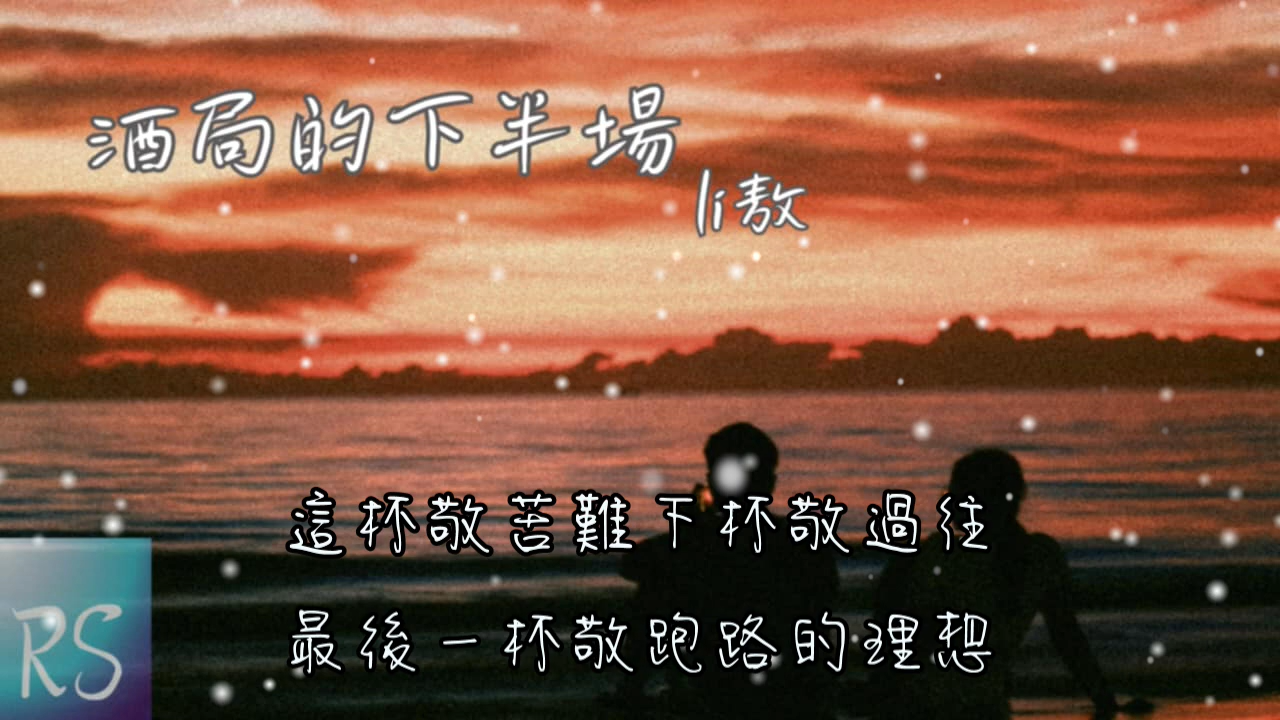 酒局的下半場
li敖
這杯敬苦難下杯敬過往
最後一杯敬跑路的理想
RS